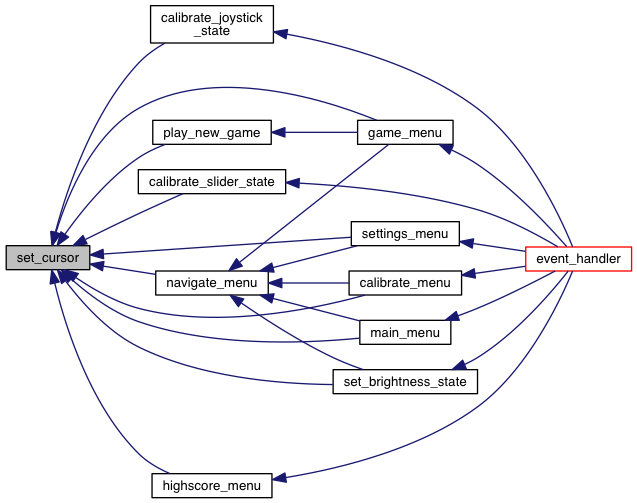 calibrate_joystick
_state
play_new_game
game_menu
calibrate_slider_state
settings_menu
set_cursor
event_handler
navigate_menu
calibrate_menu
main_menu
set_brightness_state
highscore_menu